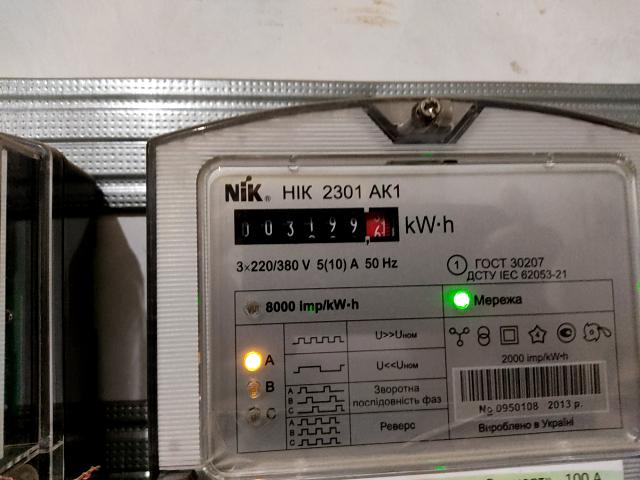 NiK® НІК 2301 АК1
003199 kW·h
3×220/380 V 5(10) A 50 Hz
1 ГОСТ 30207
ДСТУ IEC 62053-21
8000 imp/kW·h
Мережа
U>>Uном
A
U<<Uном
B
A B C Зворотна
послідовність фаз
C
A B C Реверс
2000 imp/kW·h
№ 0950108 2013 р.
Вироблено в Україні
100 A